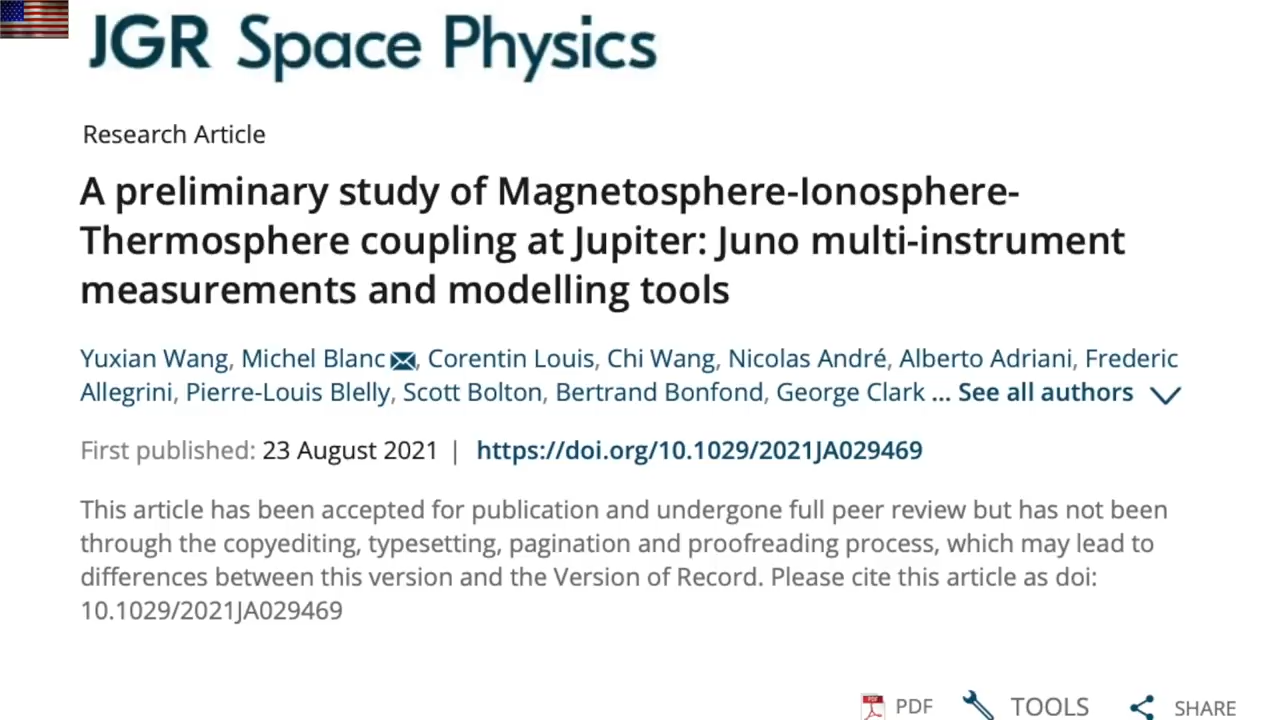 JGR Space Physics
Research Article
A preliminary study of Magnetosphere-Ionosphere-
Thermosphere coupling at Jupiter: Juno multi-instrument
measurements and modelling tools
Yuxian Wang, Michel Blanc, Corentin Louis, Chi Wang, Nicolas André, Alberto Adriani, Frederic
Allegrini, Pierre-Louis Blelly, Scott Bolton, Bertrand Bonfond, George Clark ... See all authors
First published: 23 August 2021 | https://doi.org/10.1029/2021JA029469
This article has been accepted for publication and undergone full peer review but has not been
through the copyediting, typesetting, pagination and proofreading process, which may lead to
differences between this version and the Version of Record. Please cite this article as doi:
10.1029/2021JA029469
PDF TOOLS SHARE